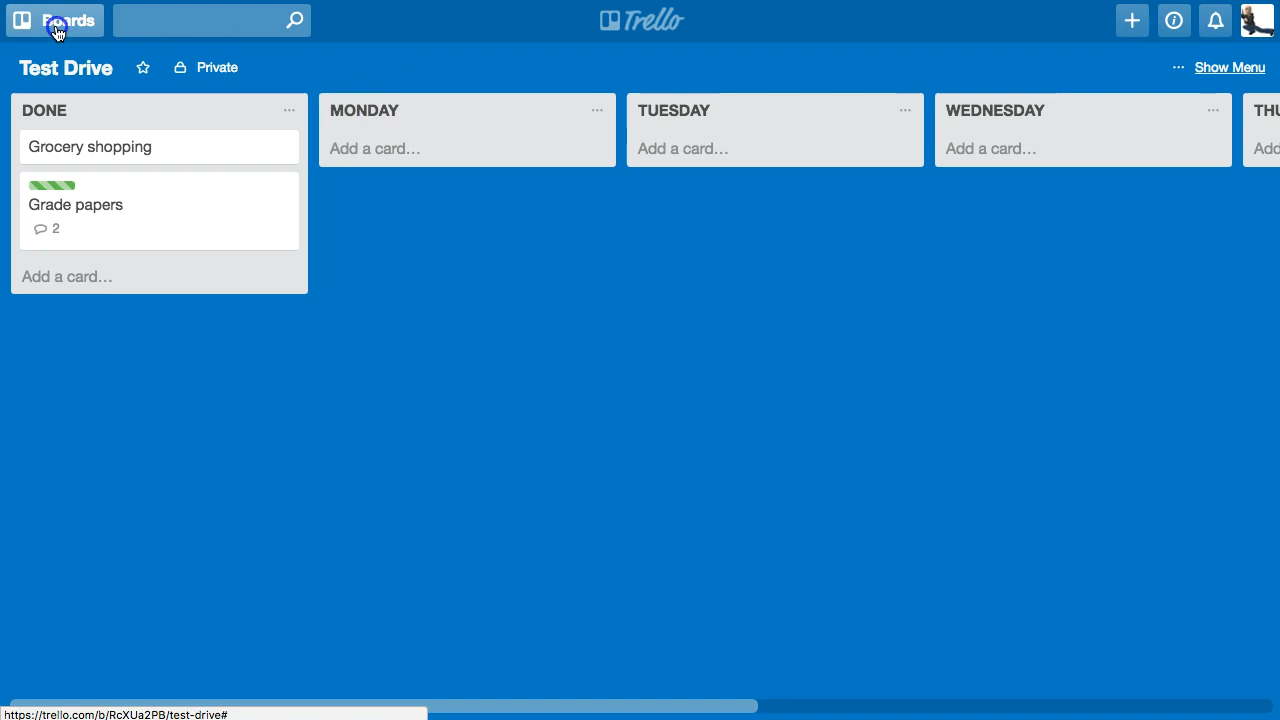 Boards
Trello
Test Drive
Private
... Show Menu
DONE
Grocery shopping
Grade papers
2
Add a card…
MONDAY
Add a card…
TUESDAY
Add a card…
WEDNESDAY
Add a card…
THU
Add
https://trello.com/b/RcXUa2PB/test-drive#